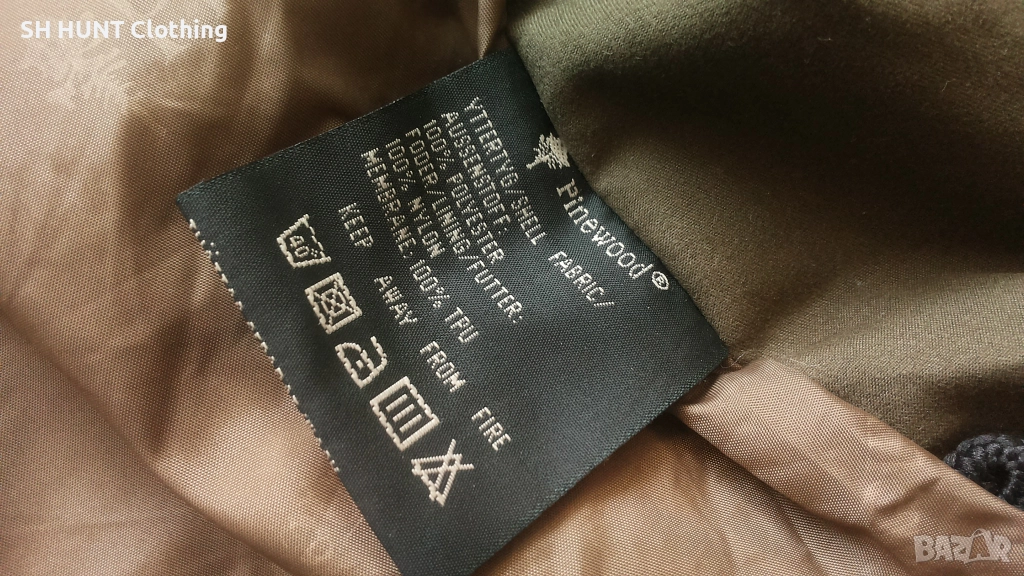 SH HUNT Clothing
Pinewood®
YTTERTYG/SHELL FABRIC/
AUSSENSTOFF:
100% POLYESTER
FODER/LINING/FUTTER:
100% NYLON
MEMBRANE 100% TPU
KEEP AWAY FROM FIRE
40°
BAZAR